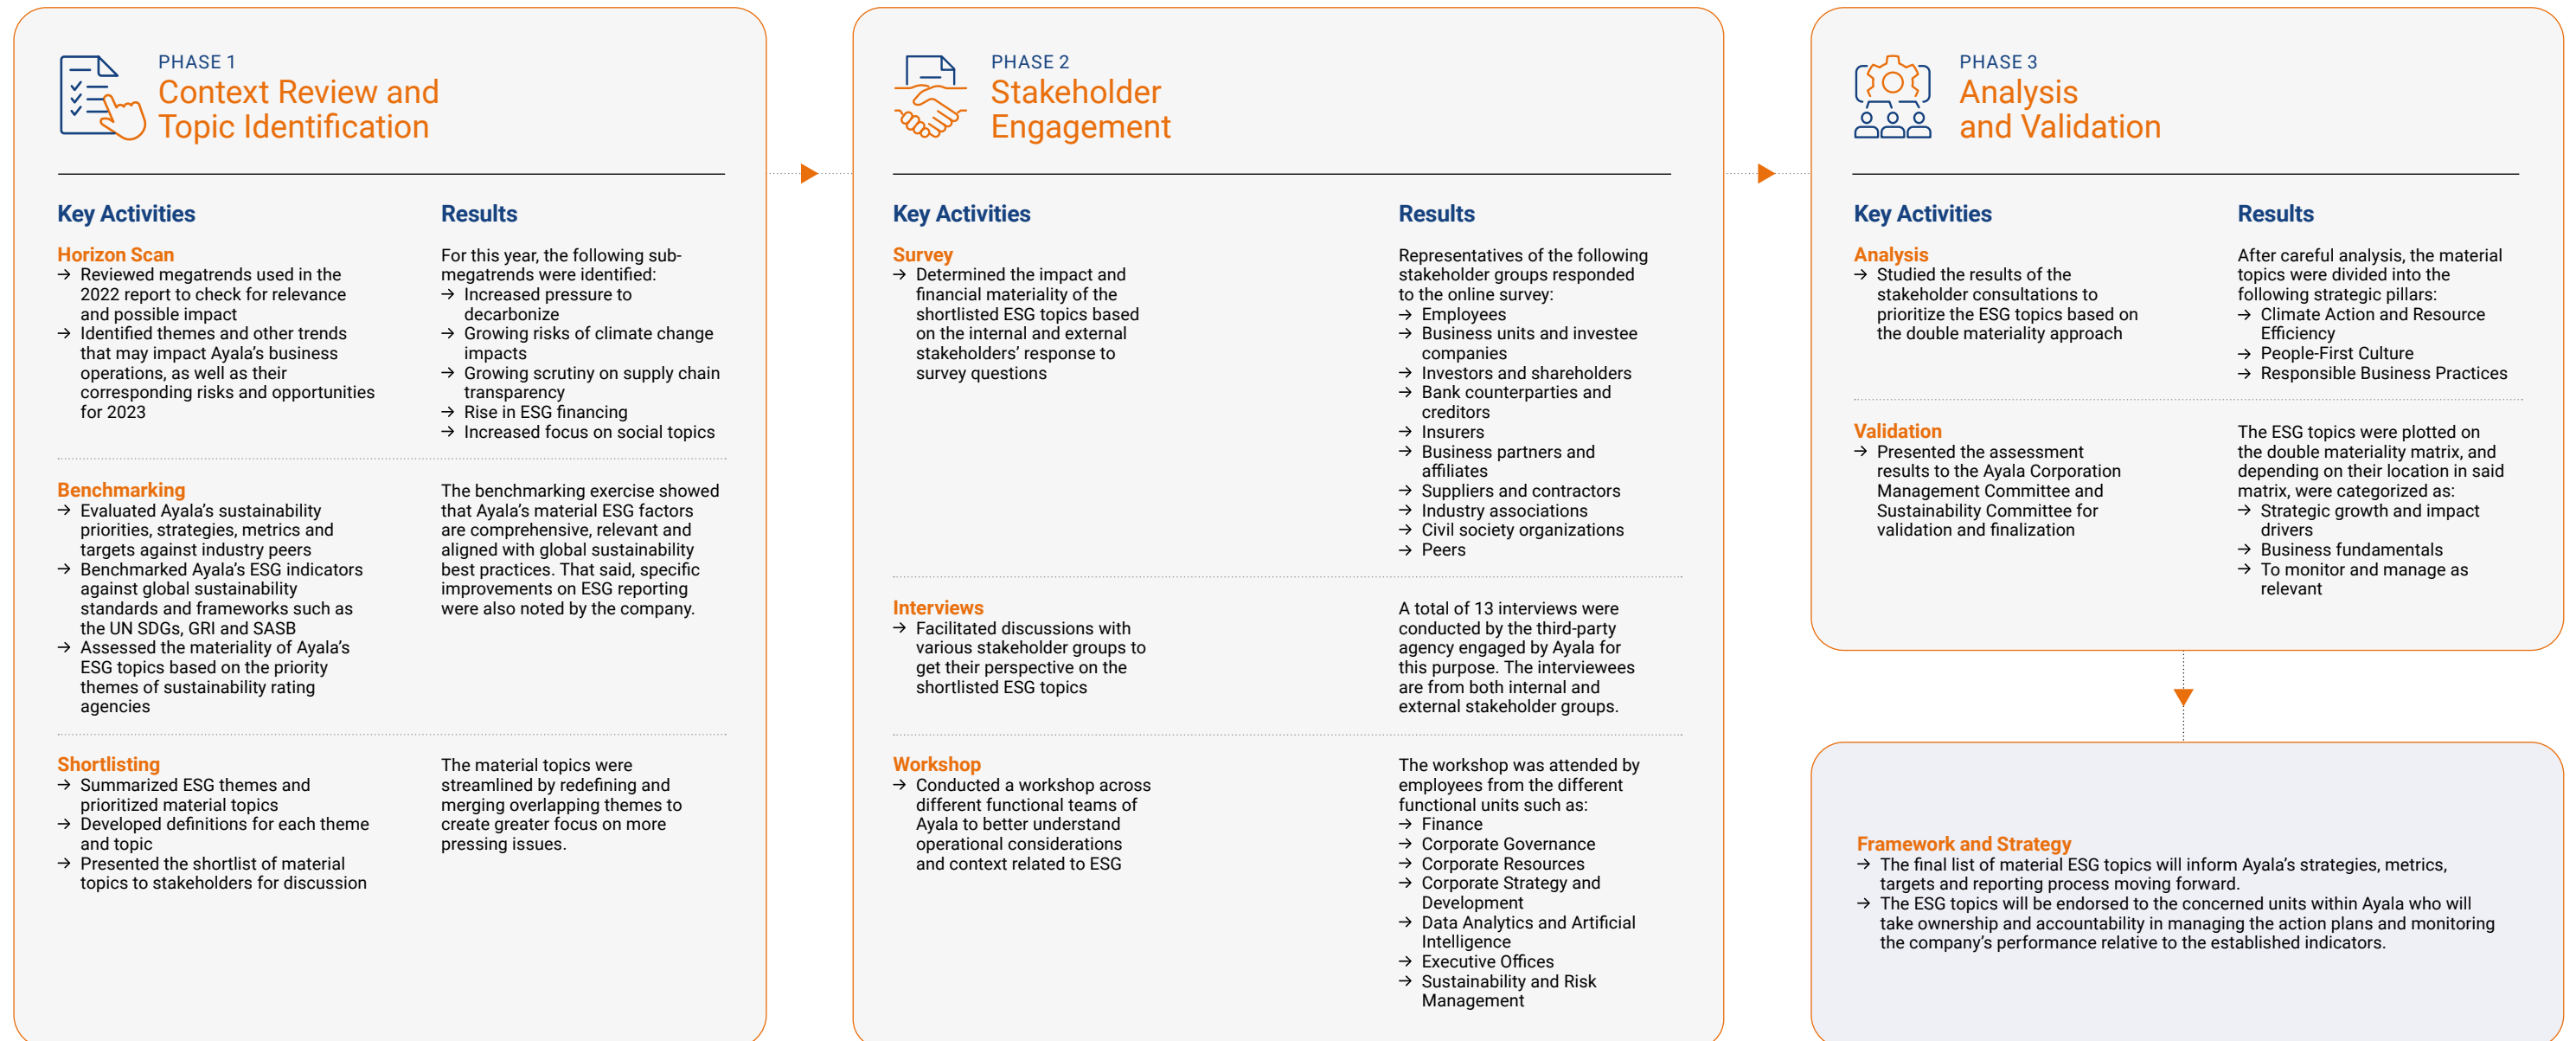 PHASE 1
Context Review and
Topic Identification
Key Activities
Results
Horizon Scan
→ Reviewed megatrends used in the
2022 report to check for relevance
and possible impact
→ Identified themes and other trends
that may impact Ayala’s business
operations, as well as their
corresponding risks and opportunities
for 2023
For this year, the following sub-
megatrends were identified:
→ Increased pressure to
decarbonize
→ Growing risks of climate change
impacts
→ Growing scrutiny on supply chain
transparency
→ Rise in ESG financing
→ Increased focus on social topics
Benchmarking
→ Evaluated Ayala’s sustainability
priorities, strategies, metrics and
targets against industry peers
→ Benchmarked Ayala’s ESG indicators
against global sustainability
standards and frameworks such as
the UN SDGs, GRI and SASB
→ Assessed the materiality of Ayala’s
ESG topics based on the priority
themes of sustainability rating
agencies
The benchmarking exercise showed
that Ayala’s material ESG factors
are comprehensive, relevant and
aligned with global sustainability
best practices. That said, specific
improvements on ESG reporting
were also noted by the company.
Shortlisting
→ Summarized ESG themes and
prioritized material topics
→ Developed definitions for each theme
and topic
→ Presented the shortlist of material
topics to stakeholders for discussion
The material topics were
streamlined by redefining and
merging overlapping themes to
create greater focus on more
pressing issues.
PHASE 2
Stakeholder
Engagement
Key Activities
Results
Survey
→ Determined the impact and
financial materiality of the
shortlisted ESG topics based
on the internal and external
stakeholders’ response to
survey questions
Representatives of the following
stakeholder groups responded
to the online survey:
→ Employees
→ Business units and investee
companies
→ Investors and shareholders
→ Bank counterparties and
creditors
→ Insurers
→ Business partners and
affiliates
→ Suppliers and contractors
→ Industry associations
→ Civil society organizations
→ Peers
Interviews
→ Facilitated discussions with
various stakeholder groups to
get their perspective on the
shortlisted ESG topics
A total of 13 interviews were
conducted by the third-party
agency engaged by Ayala for
this purpose. The interviewees
are from both internal and
external stakeholder groups.
Workshop
→ Conducted a workshop across
different functional teams of
Ayala to better understand
operational considerations
and context related to ESG
The workshop was attended by
employees from the different
functional units such as:
→ Finance
→ Corporate Governance
→ Corporate Resources
→ Corporate Strategy and
Development
→ Data Analytics and Artificial
Intelligence
→ Executive Offices
→ Sustainability and Risk
Management
PHASE 3
Analysis
and Validation
Key Activities
Results
Analysis
→ Studied the results of the
stakeholder consultations to
prioritize the ESG topics based on
the double materiality approach
After careful analysis, the material
topics were divided into the
following strategic pillars:
→ Climate Action and Resource
Efficiency
→ People-First Culture
→ Responsible Business Practices
Validation
→ Presented the assessment
results to the Ayala Corporation
Management Committee and
Sustainability Committee for
validation and finalization
The ESG topics were plotted on
the double materiality matrix, and
depending on their location in said
matrix, were categorized as:
→ Strategic growth and impact
drivers
→ Business fundamentals
→ To monitor and manage as
relevant
Framework and Strategy
→ The final list of material ESG topics will inform Ayala’s strategies, metrics,
targets and reporting process moving forward.
→ The ESG topics will be endorsed to the concerned units within Ayala who will
take ownership and accountability in managing the action plans and monitoring
the company’s performance relative to the established indicators.